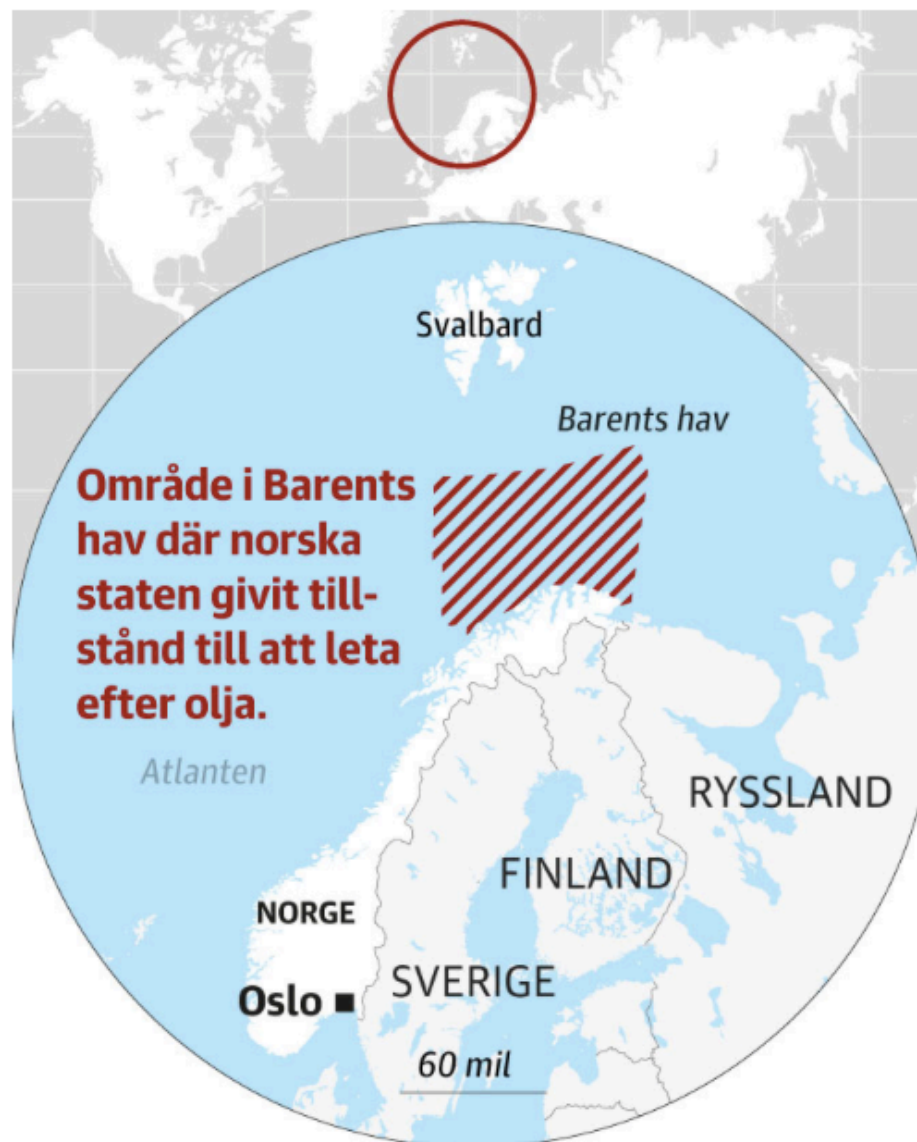 Svalbard
Barents hav
Område i Barents
hav där norska
staten givit till-
stånd till att leta
efter olja.
Atlanten
RYSSLAND
FINLAND
NORGE
SVERIGE
Oslo
60 mil